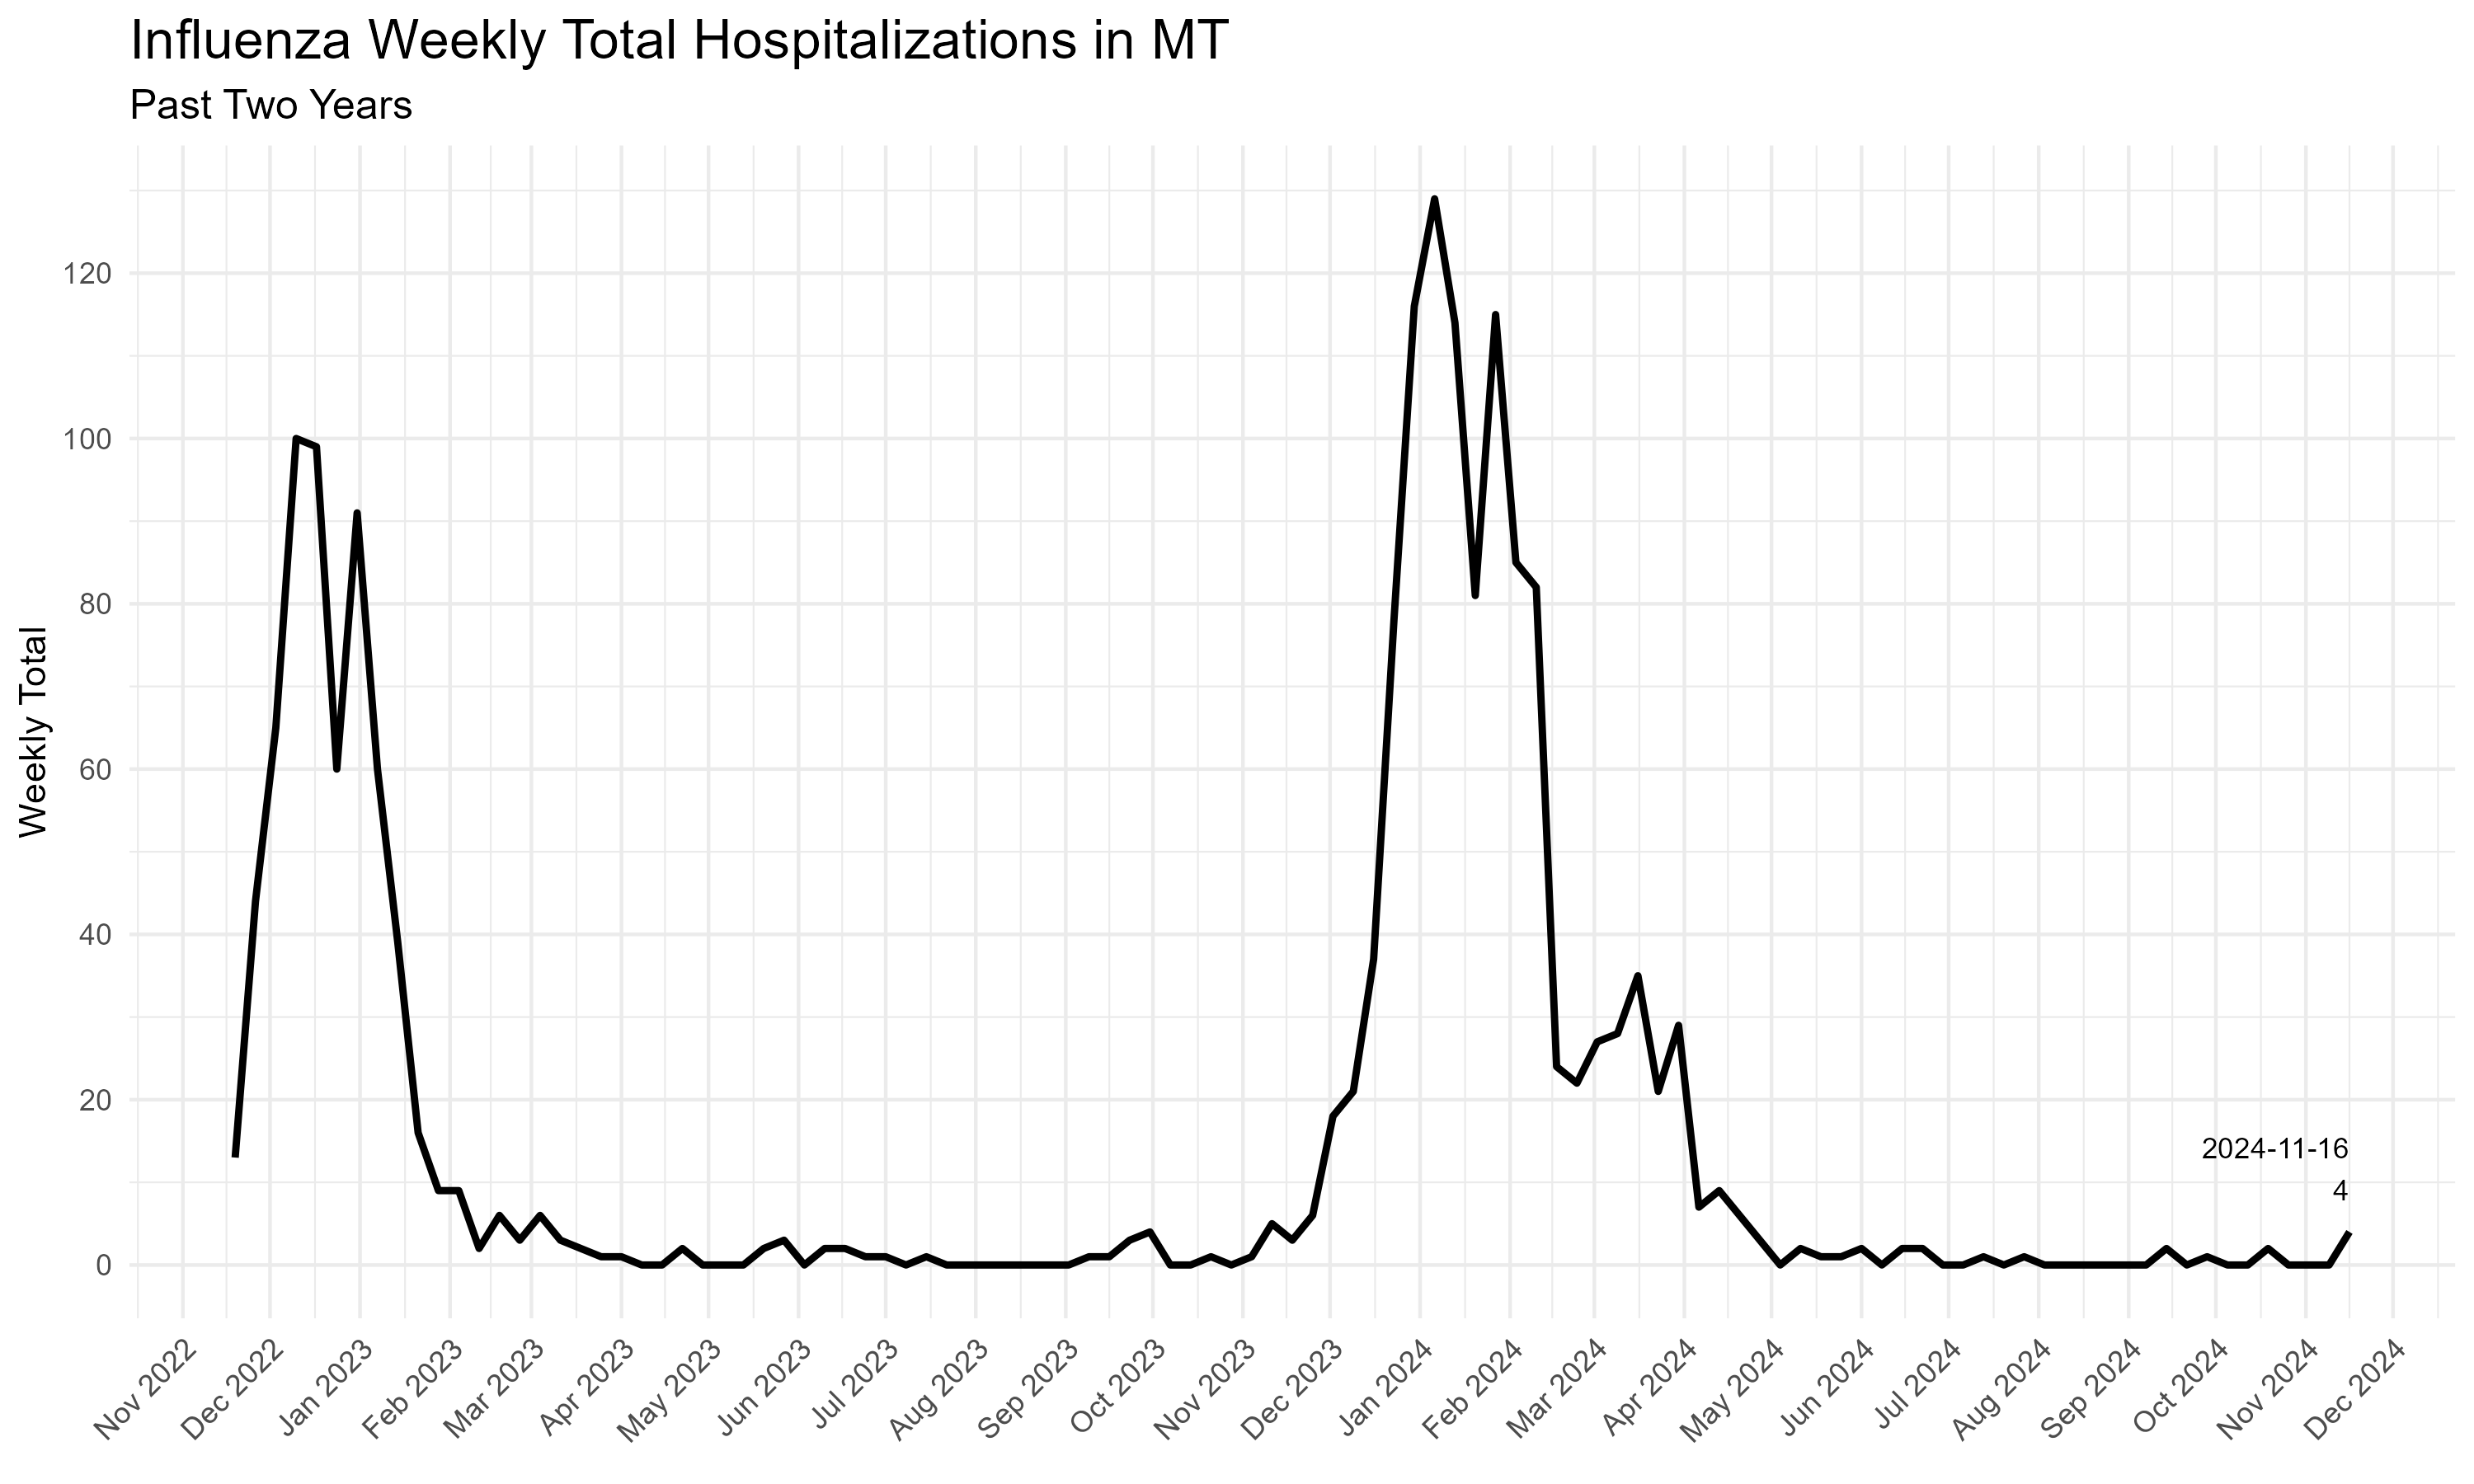 Influenza Weekly Total Hospitalizations in MT
Past Two Years
Weekly Total
120
100
80
60
40
20
0
2024-11-16
4
Nov 2022
Dec 2022
Jan 2023
Feb 2023
Mar 2023
Apr 2023
May 2023
Jun 2023
Jul 2023
Aug 2023
Sep 2023
Oct 2023
Nov 2023
Dec 2023
Jan 2024
Feb 2024
Mar 2024
Apr 2024
May 2024
Jun 2024
Jul 2024
Aug 2024
Sep 2024
Oct 2024
Nov 2024
Dec 2024